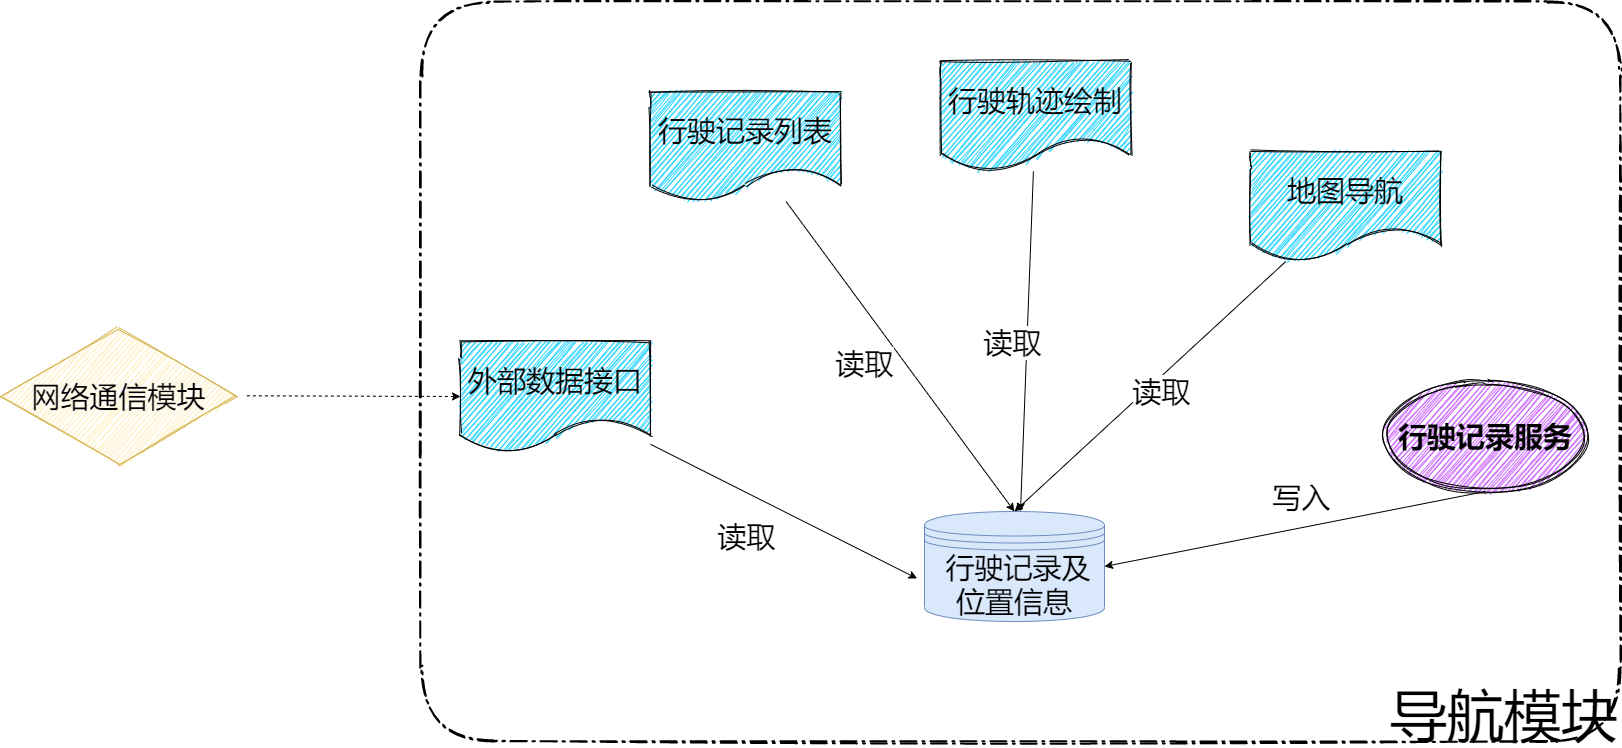 行驶轨迹绘制
行驶记录列表
地图导航
读取
读取
外部数据接口
读取
网络通信模块
行驶记录服务
写入
读取
行驶记录及
位置信息
导航模块